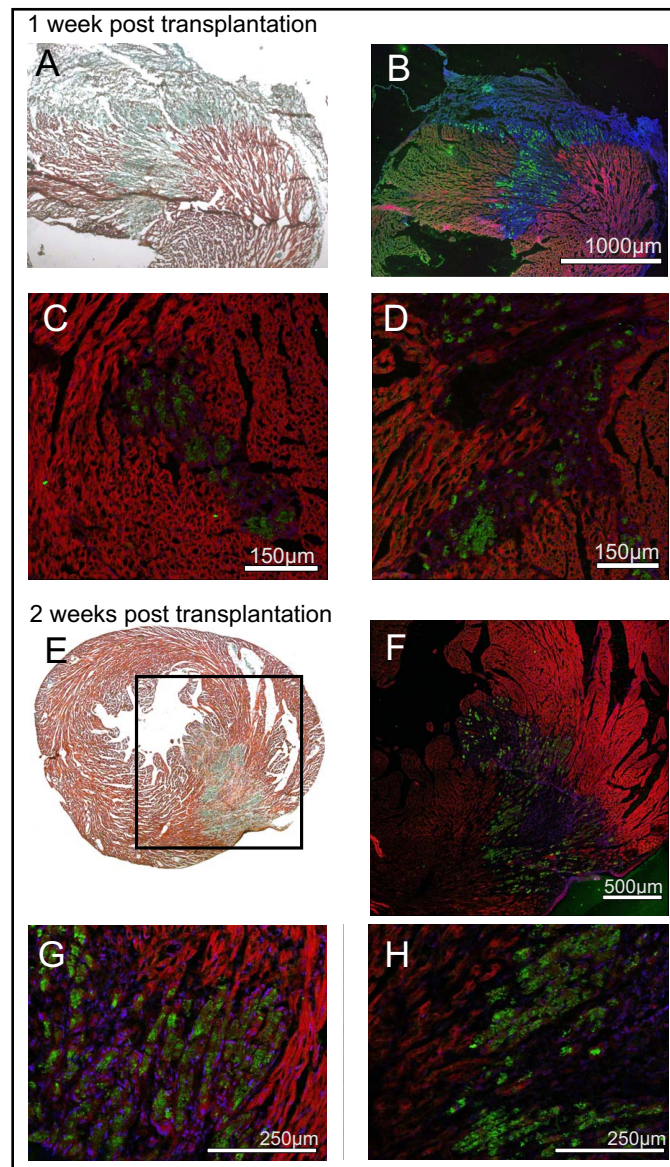 1 week post transplantation
A
B
1000µm
C
D
150µm
150µm
2 weeks post transplantation
E
F
500µm
G
H
250µm
250µm